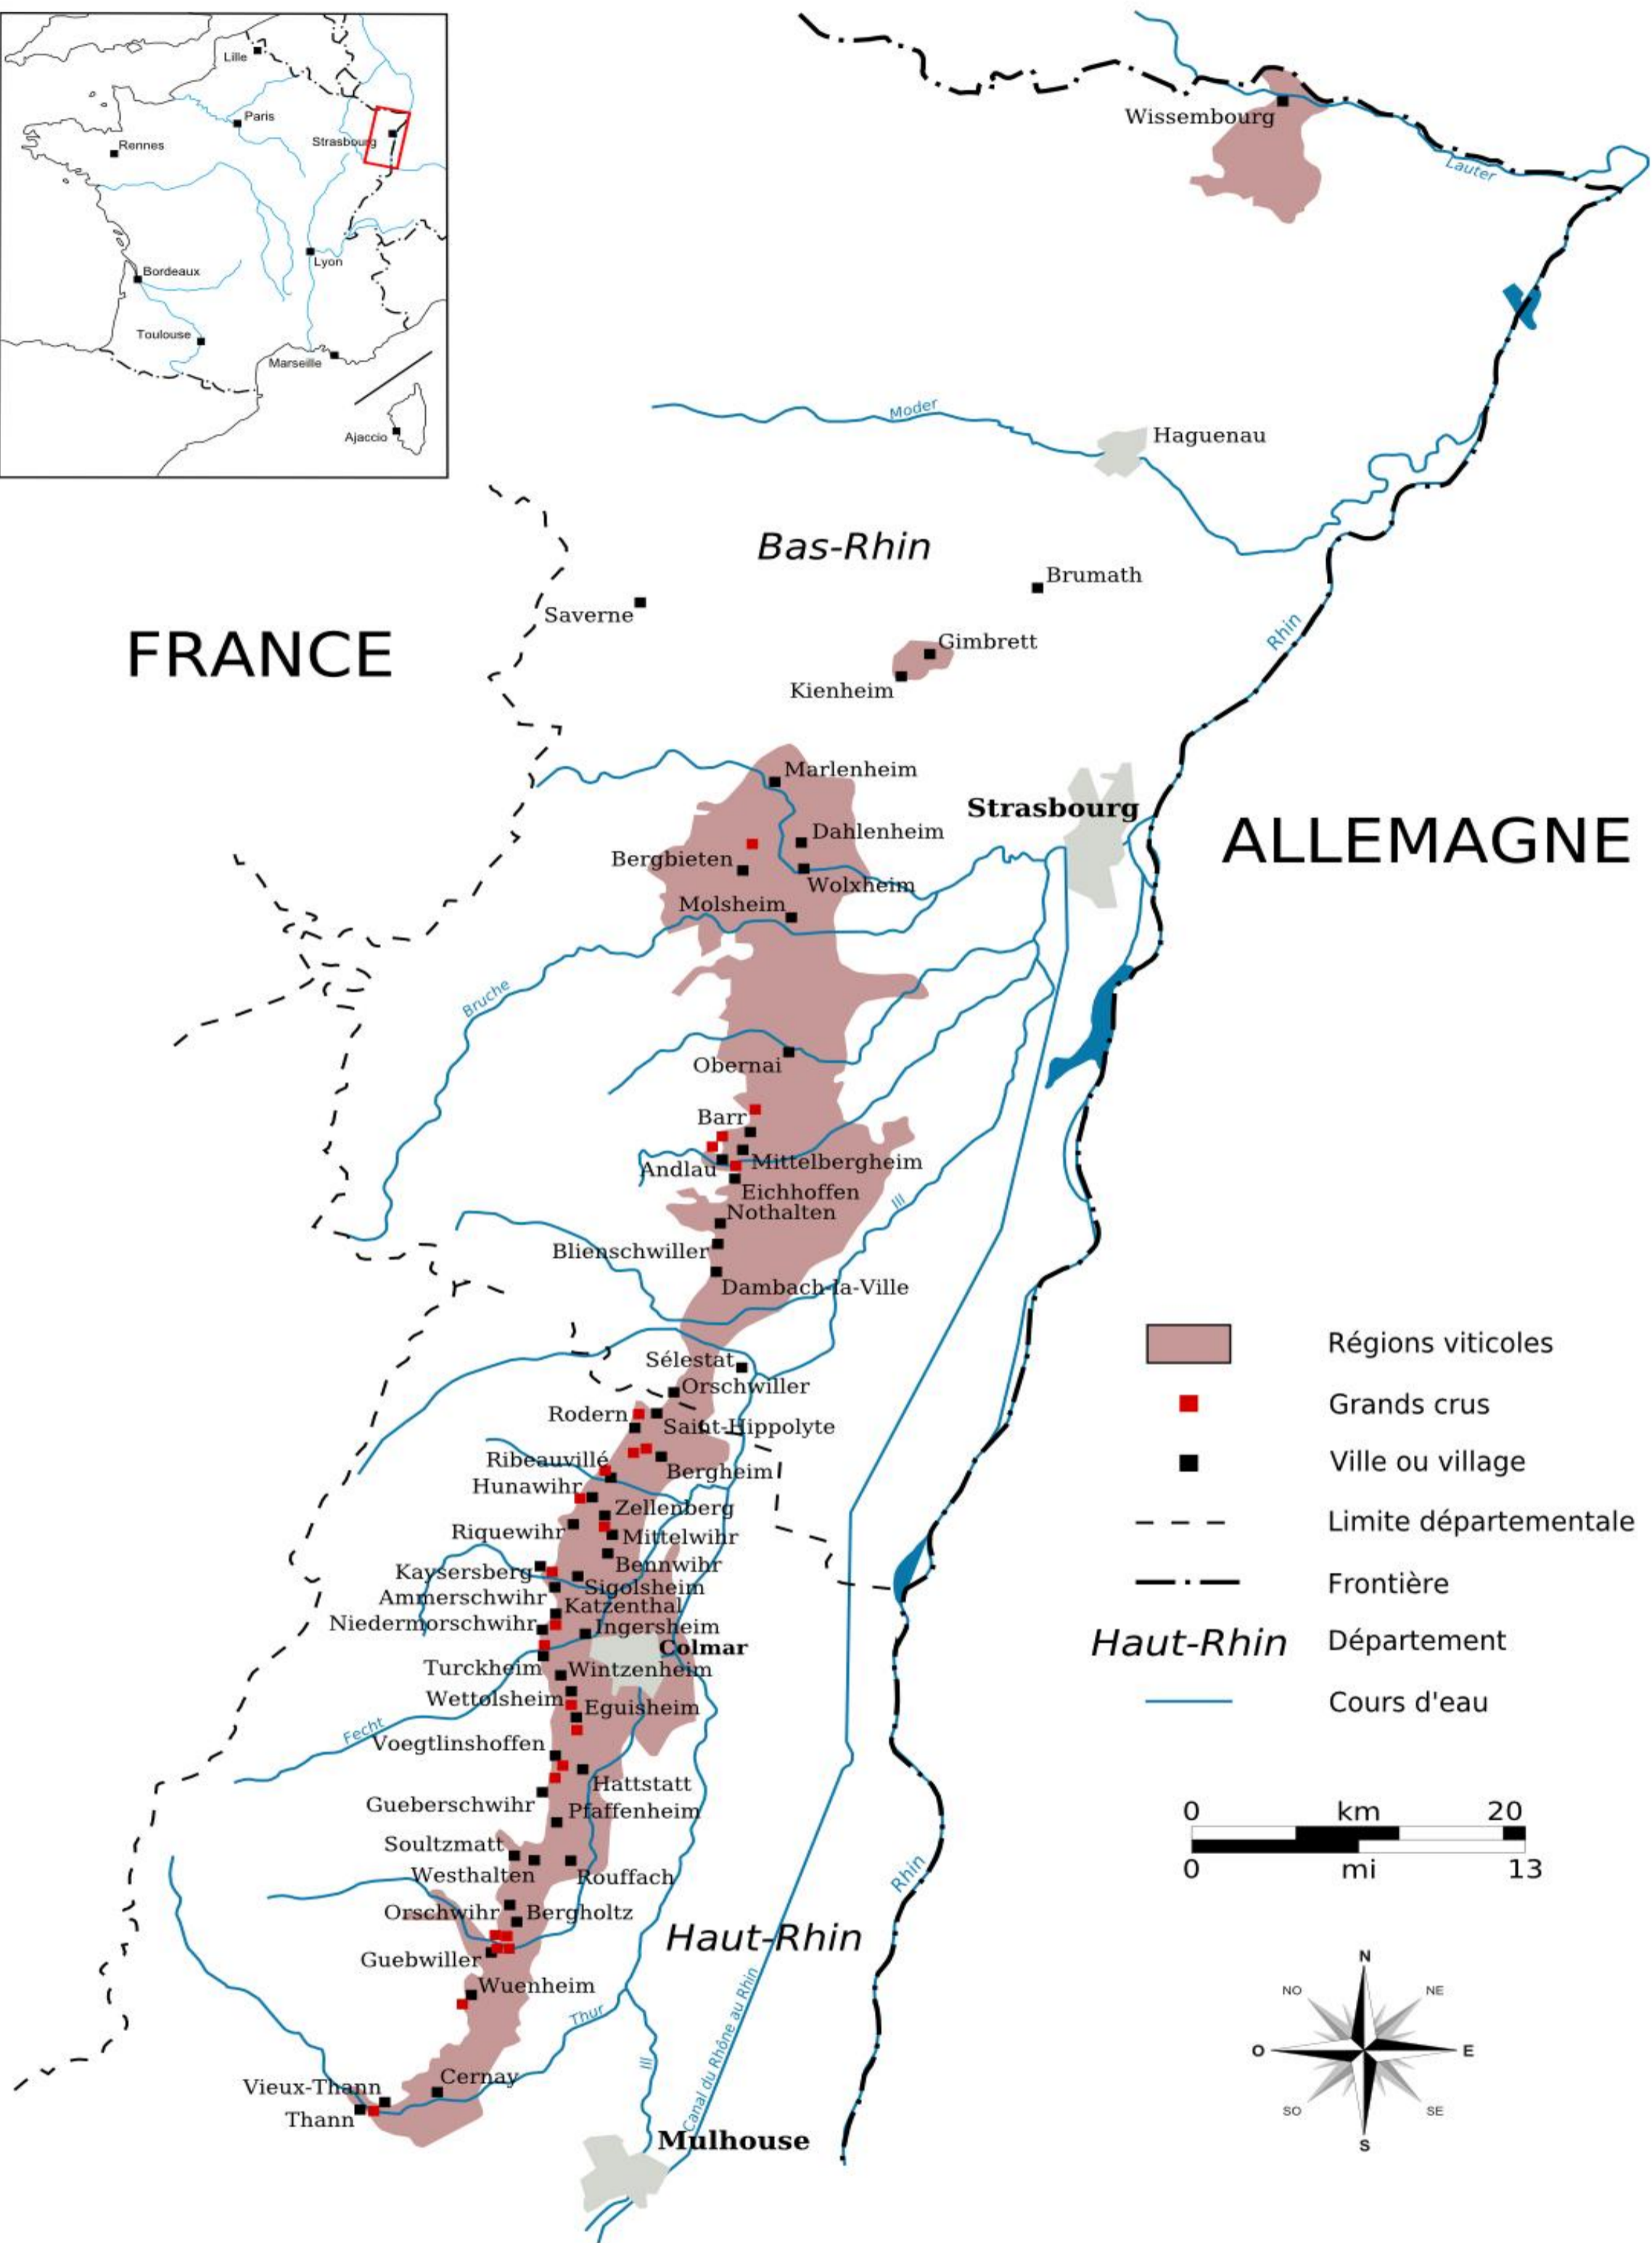 Lille
Paris
Strasbourg
Rennes
Lyon
Bordeaux
Toulouse
Marseille
Ajaccio
Wissembourg
Lauter
Moder
Haguenau
Bas-Rhin
Brumath
Saverne
FRANCE
Rhin
Gimbrett
Kienheim
Marlenheim
Strasbourg
ALLEMAGNE
Dahlenheim
Bergbieten
Wolxheim
Molsheim
Bruche
Obernai
Barr
Mittelbergheim
Andlau
Eichhoffen
Ill
Nothalten
Blienschwiller
Dambach-la-Ville
Sélestat
Orschwiller
Rodern
Saint-Hippolyte
Ribeauvillé
Bergheim
Hunawihr
Zellenberg
Riquewihr
Mittelwihr
Bennwihr
Kaysersberg
Sigolsheim
Ammerschwihr
Katzenthal
Niedermorschwihr
Ingersheim
Colmar
Turckheim
Wintzenheim
Wettolsheim
Eguisheim
Fecht
Voegtlinshoffen
Hattstatt
Gueberschwihr
Pfaffenheim
Soultzmatt
Westhalten
Rouffach
Rhin
Orschwihr
Bergholtz
Haut-Rhin
Guebwiller
Wuenheim
Thur
Canal du Rhône au Rhin
Ill
Cernay
Vieux-Thann
Thann
Mulhouse
Régions viticoles
Grands crus
Ville ou village
Limite départementale
Frontière
Haut-Rhin Département
Cours d'eau
0 km 20
0 mi 13
N
NO NE
O E
SO SE
S